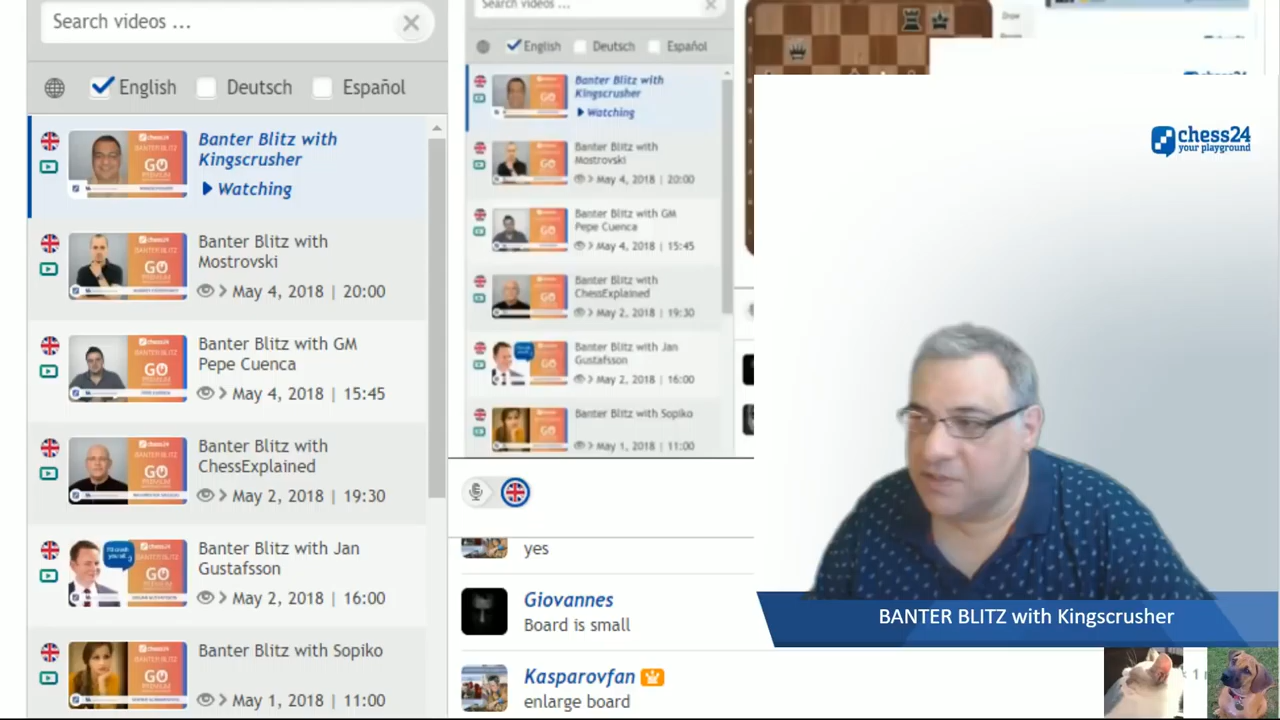 Search videos ...
English
Deutsch
Español
Banter Blitz with
Kingscrusher
Watching
Banter Blitz with
Mostrovski
May 4, 2018 | 20:00
Banter Blitz with GM
Pepe Cuenca
May 4, 2018 | 15:45
Banter Blitz with
ChessExplained
May 2, 2018 | 19:30
Banter Blitz with Jan
Gustafsson
May 2, 2018 | 16:00
Banter Blitz with Sopiko
May 1, 2018 | 11:00
Search videos ...
English
Deutsch
Español
Banter Blitz with
Kingscrusher
Watching
Banter Blitz with
Mostrovski
May 4, 2018 | 20:00
Banter Blitz with GM
Pepe Cuenca
May 4, 2018 | 15:45
Banter Blitz with
ChessExplained
May 2, 2018 | 19:30
Banter Blitz with Jan
Gustafsson
May 2, 2018 | 16:00
Banter Blitz with Sopiko
May 1, 2018 | 11:00
yes
Giovannes
Board is small
Kasparovfan
enlarge board
Draw
chess24
chess24
your playground
BANTER BLITZ with Kingscrusher